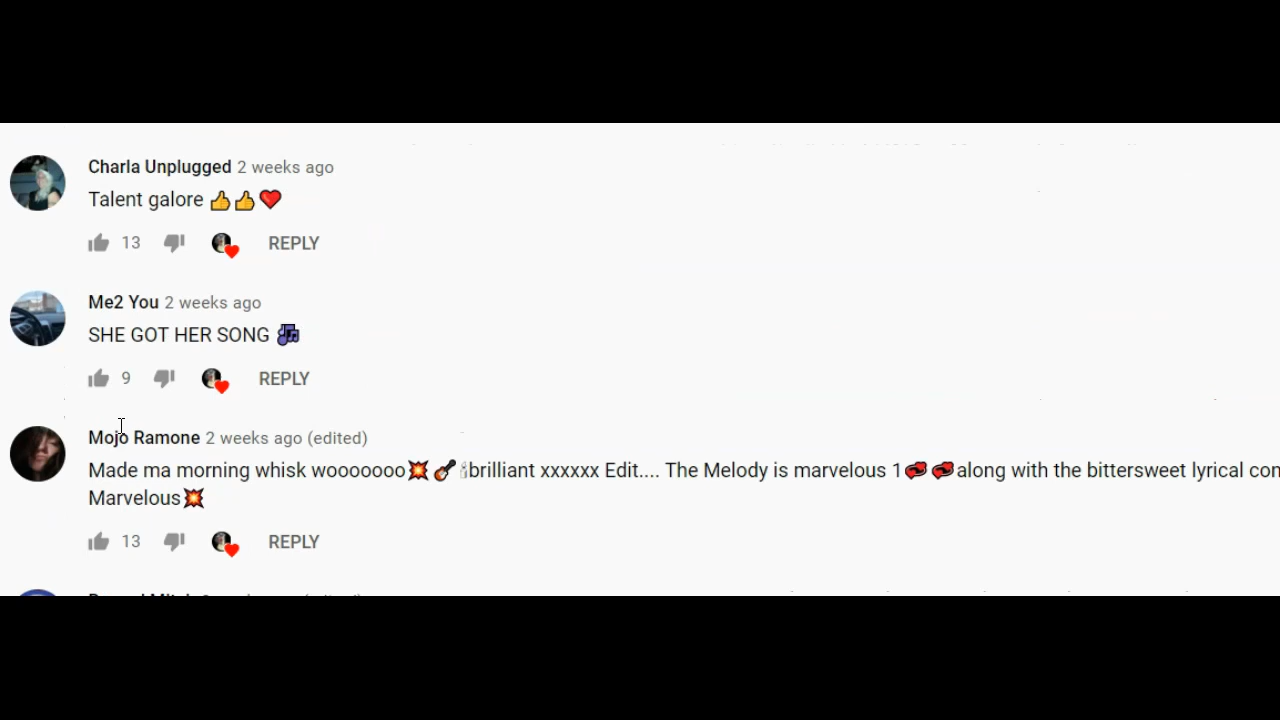 Charla Unplugged 2 weeks ago
Talent galore 👍👍❤️
13 REPLY
Me2 You 2 weeks ago
SHE GOT HER SONG 🎶
9 REPLY
Mojo Ramone 2 weeks ago (edited)
Made ma morning whisk wooooooo💥🎸🕯brilliant xxxxxx Edit.... The Melody is marvelous 1💞💞along with the bittersweet lyrical
Marvelous💥
13 REPLY